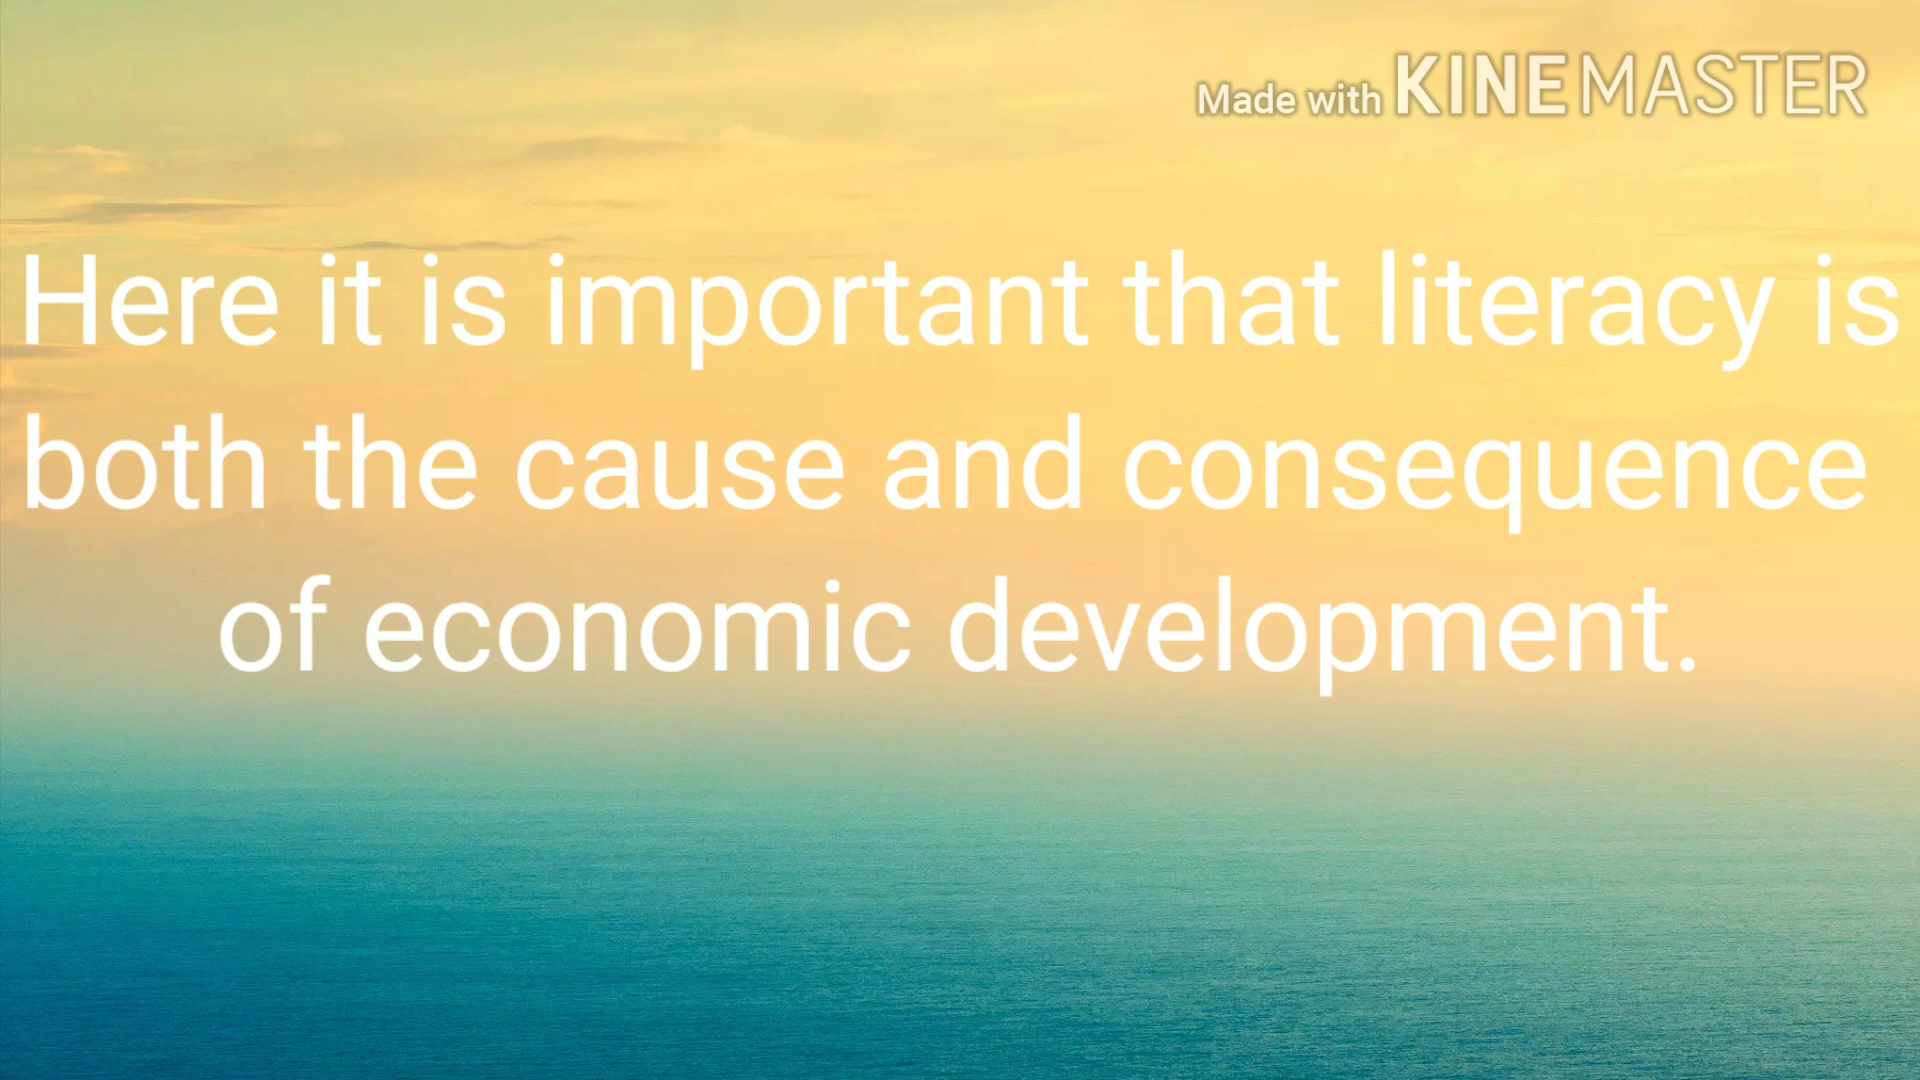 Made with KINEMASTER
Here it is important that literacy is
both the cause and consequence
of economic development.